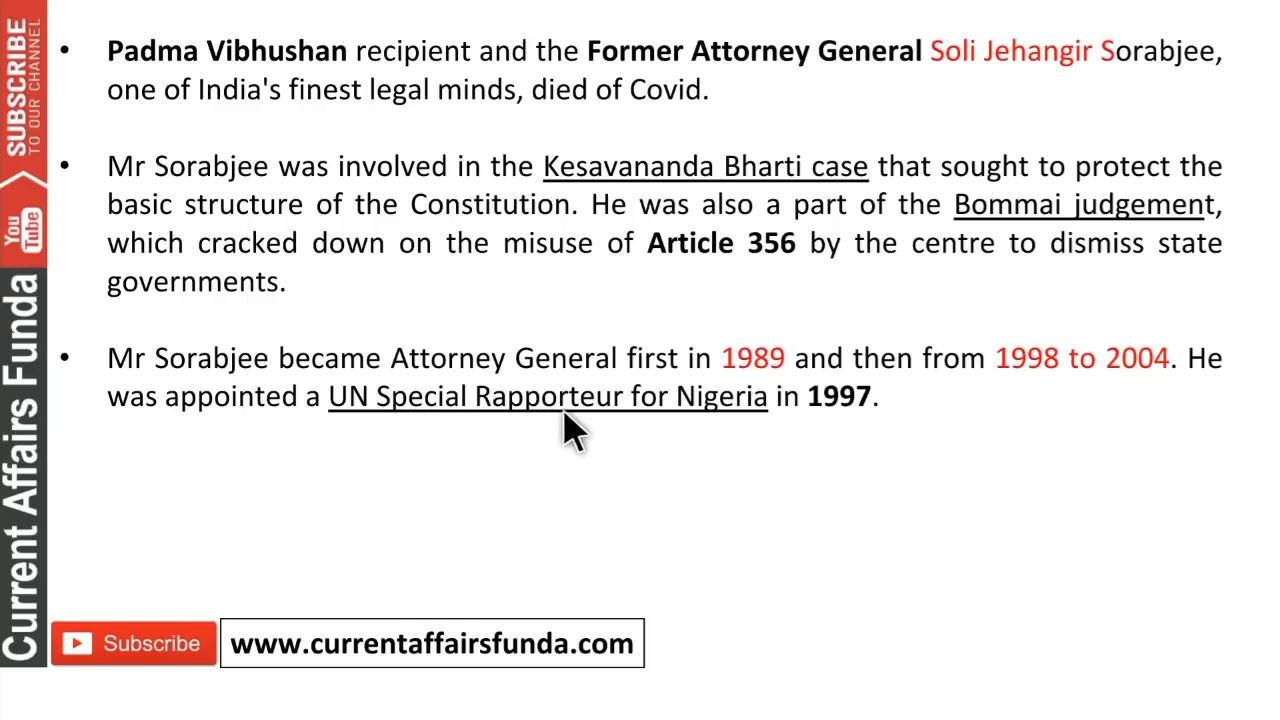 SUBSCRIBE
TO OUR CHANNEL
You
Tube
Current Affairs Funda
• Padma Vibhushan recipient and the Former Attorney General Soli Jehangir Sorabjee,
one of India's finest legal minds, died of Covid.
• Mr Sorabjee was involved in the Kesavananda Bharti case that sought to protect the
basic structure of the Constitution. He was also a part of the Bommai judgement,
which cracked down on the misuse of Article 356 by the centre to dismiss state
governments.
• Mr Sorabjee became Attorney General first in 1989 and then from 1998 to 2004. He
was appointed a UN Special Rapporteur for Nigeria in 1997.
Subscribe
www.currentaffairsfunda.com